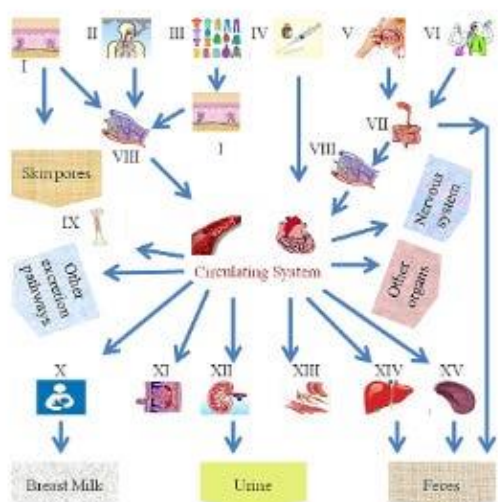 I
II
III
IV
V
VI
VII
VIII
I
VIII
Skin pores
IX
Nervous
system
Other
excretion
pathways
Circulating System
Other
organs
X
XI
XII
XIII
XIV
XV
Breast Milk
Urine
Feces